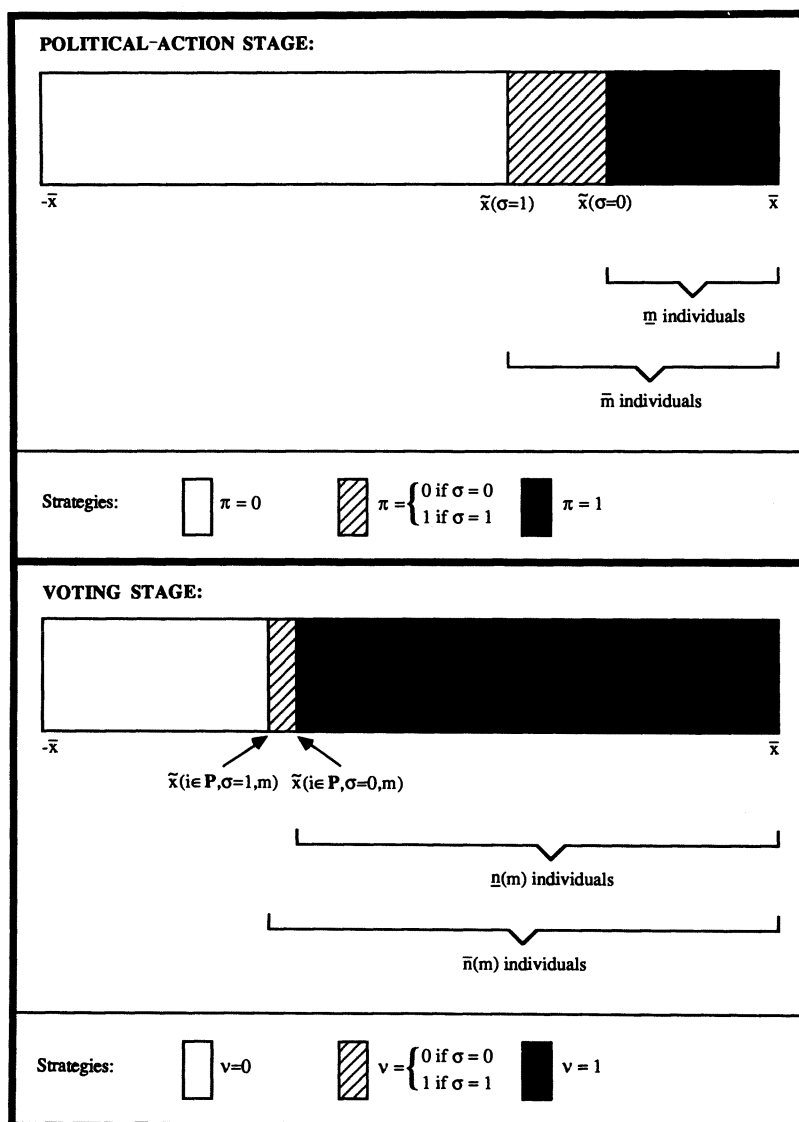 POLITICAL-ACTION STAGE:
-x̄ x̃(σ=1) x̃(σ=0) x̄
m̲ individuals
m̄ individuals
Strategies: π = 0 π = { 0 if σ = 0 π = 1
1 if σ = 1
VOTING STAGE:
-x̄ x̄
x̃(i∈P,σ=1,m) x̃(i∈P,σ=0,m)
n̲(m) individuals
n̄(m) individuals
Strategies: ν=0 ν = { 0 if σ = 0 ν = 1
1 if σ = 1